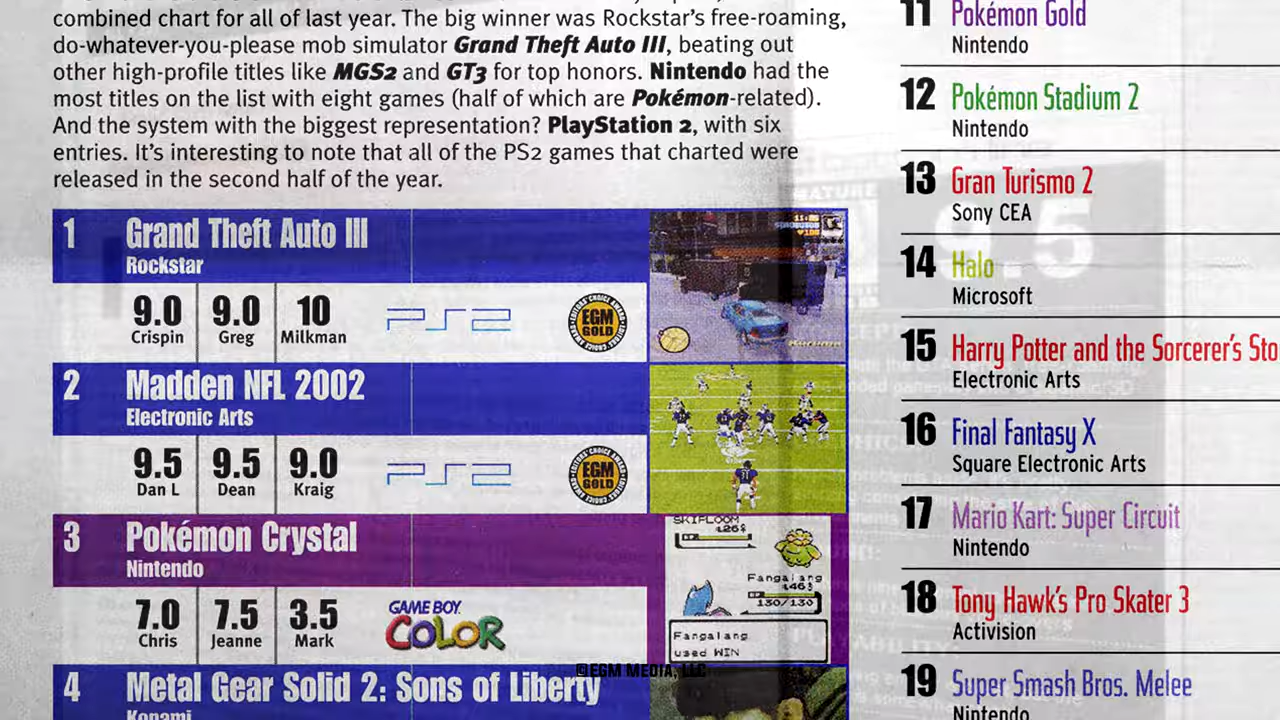 combined chart for all of last year. The big winner was Rockstar's free-roaming,
do-whatever-you-please mob simulator Grand Theft Auto III, beating out
other high-profile titles like MGS2 and GT3 for top honors. Nintendo had the
most titles on the list with eight games (half of which are Pokémon-related).
And the system with the biggest representation? PlayStation 2, with six
entries. It's interesting to note that all of the PS2 games that charted were
released in the second half of the year.
1 Grand Theft Auto III
Rockstar
9.0 9.0 10
Crispin Greg Milkman
PS2
EGM
GOLD
2 Madden NFL 2002
Electronic Arts
9.5 9.5 9.0
Dan L Dean Kraig
PS2
EGM
GOLD
3 Pokémon Crystal
Nintendo
7.0 7.5 3.5
Chris Jeanne Mark
GAME BOY
COLOR
SKIPLOOM
Fangalang
130/130
Fangalang
used WIN
©EGM MEDIA, LLC
4 Metal Gear Solid 2: Sons of Liberty
Konami
11 Pokémon Gold
Nintendo
12 Pokémon Stadium 2
Nintendo
13 Gran Turismo 2
Sony CEA
14 Halo
Microsoft
15 Harry Potter and the Sorcerer's Sto
Electronic Arts
16 Final Fantasy X
Square Electronic Arts
17 Mario Kart: Super Circuit
Nintendo
18 Tony Hawk's Pro Skater 3
Activision
19 Super Smash Bros. Melee
Nintendo
9.5